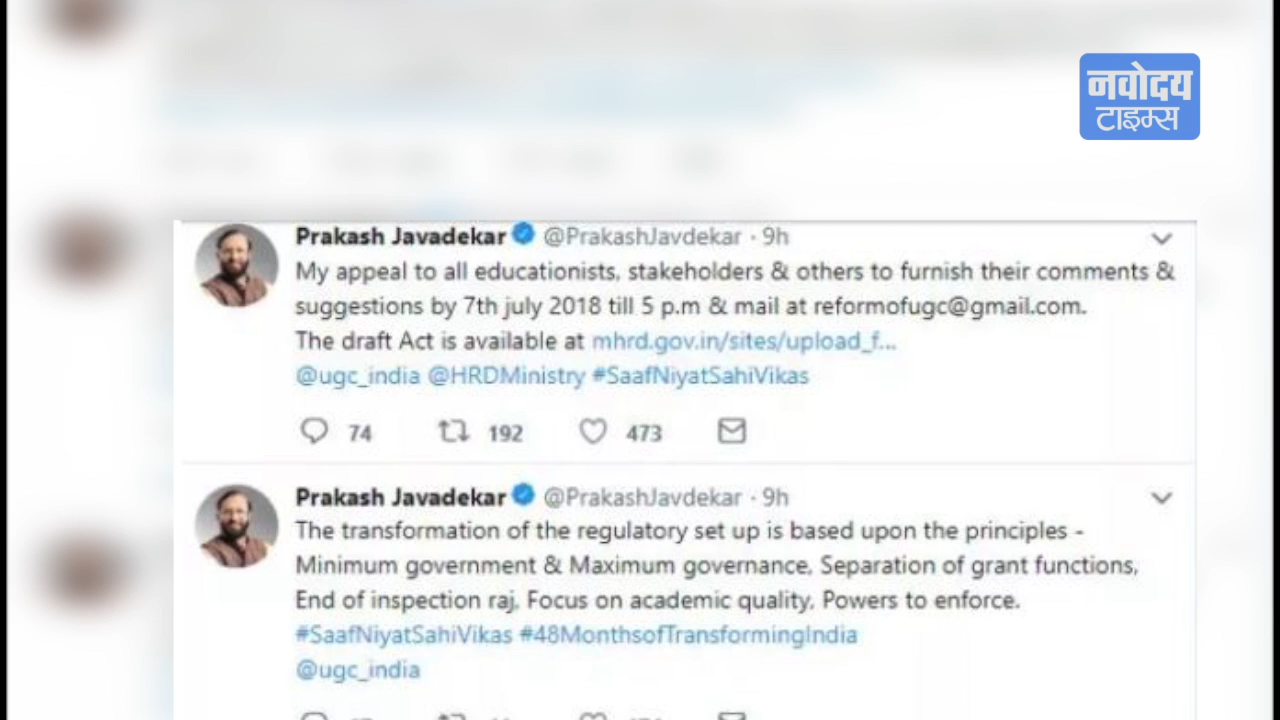 नवोदय
टाइम्स
Prakash Javadekar @PrakashJavdekar · 9h
My appeal to all educationists, stakeholders & others to furnish their comments &
suggestions by 7th july 2018 till 5 p.m & mail at reformofugc@gmail.com.
The draft Act is available at mhrd.gov.in/sites/upload_f...
@ugc_india @HRDMinistry #SaafNiyatSahiVikas
74 192 473
Prakash Javadekar @PrakashJavdekar · 9h
The transformation of the regulatory set up is based upon the principles -
Minimum government & Maximum governance, Separation of grant functions,
End of inspection raj, Focus on academic quality, Powers to enforce.
#SaafNiyatSahiVikas #48MonthsofTransformingIndia
@ugc_india